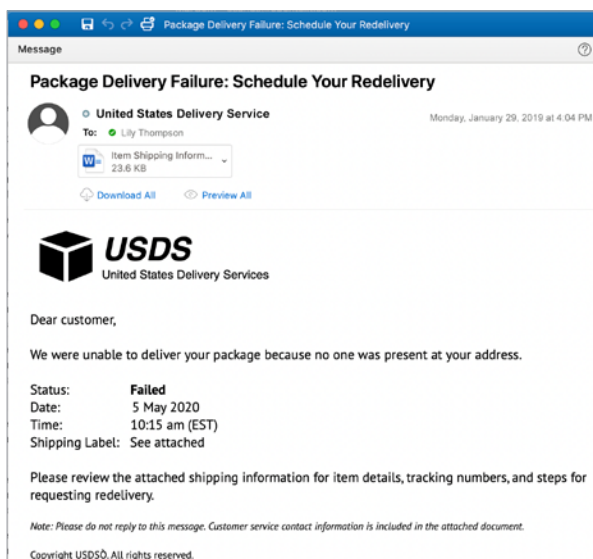 Package Delivery Failure: Schedule Your Redelivery
Message
Package Delivery Failure: Schedule Your Redelivery
United States Delivery Service
Monday, January 29, 2019 at 4:04 PM
To: Lily Thompson
Item Shipping Inform...
23.6 KB
Download All Preview All
USDS
United States Delivery Services
Dear customer,
We were unable to deliver your package because no one was present at your address.
Status: Failed
Date: 5 May 2020
Time: 10:15 am (EST)
Shipping Label: See attached
Please review the attached shipping information for item details, tracking numbers, and steps for
requesting redelivery.
Note: Please do not reply to this message. Customer service contact information is included in the attached document.
Copyright USDSÖ. All rights reserved.